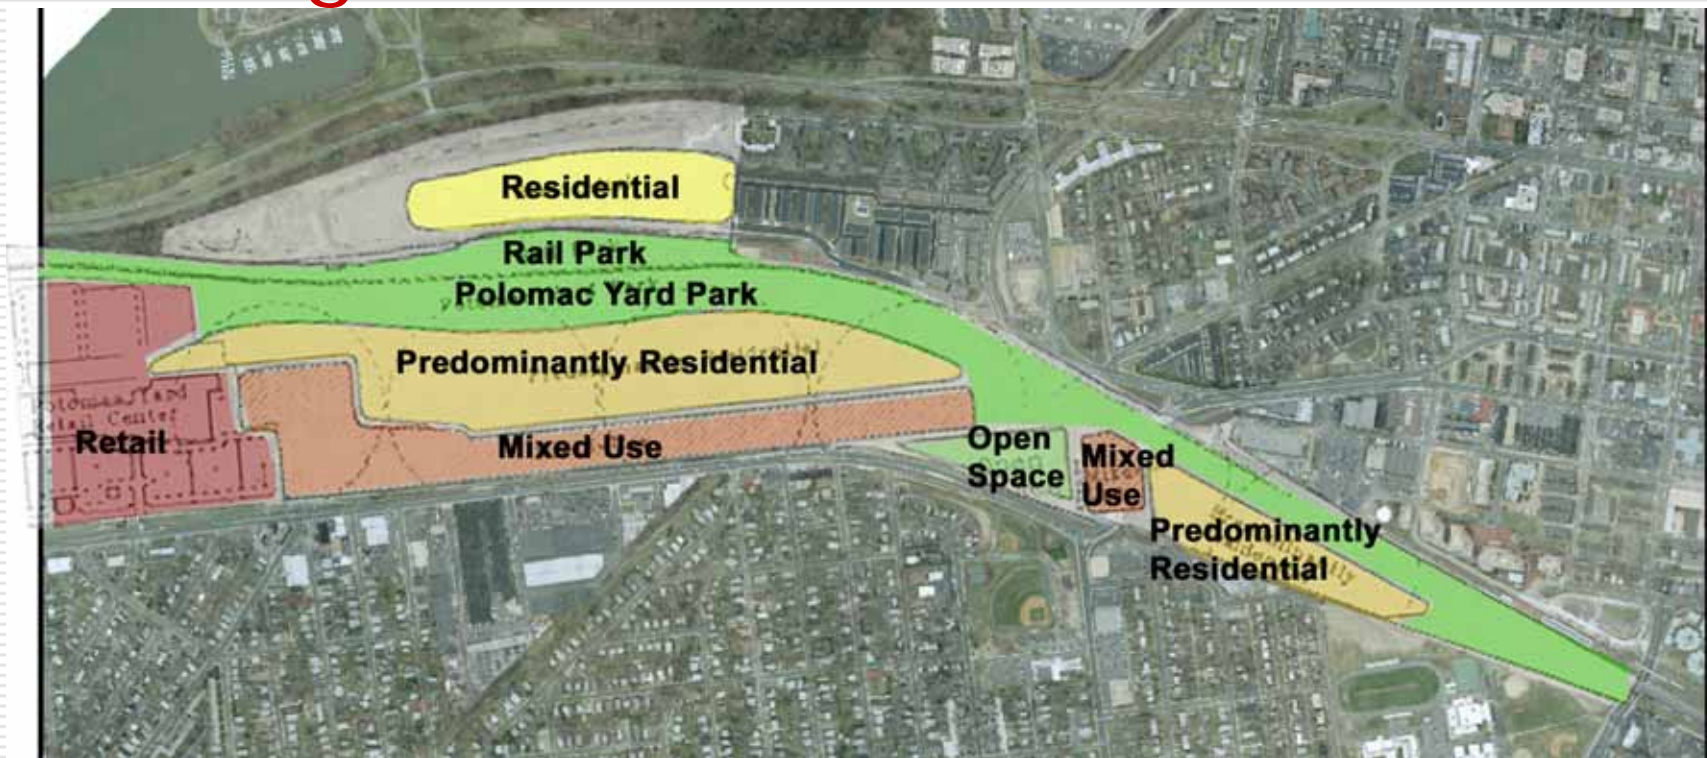 Residential
Rail Park
Polomac Yard Park
Predominantly Residential
Retail
Mixed Use
Open
Space
Mixed
Use
Predominantly
Residential